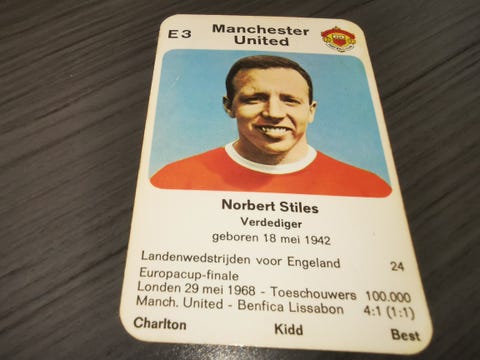 E 3
Manchester
United
Norbert Stiles
Verdediger
geboren 18 mei 1942
Landenwedstrijden voor Engeland 24
Europacup-finale
Londen 29 mei 1968 - Toeschouwers 100.000
Manch. United - Benfica Lissabon 4:1 (1:1)
Charlton Kidd Best